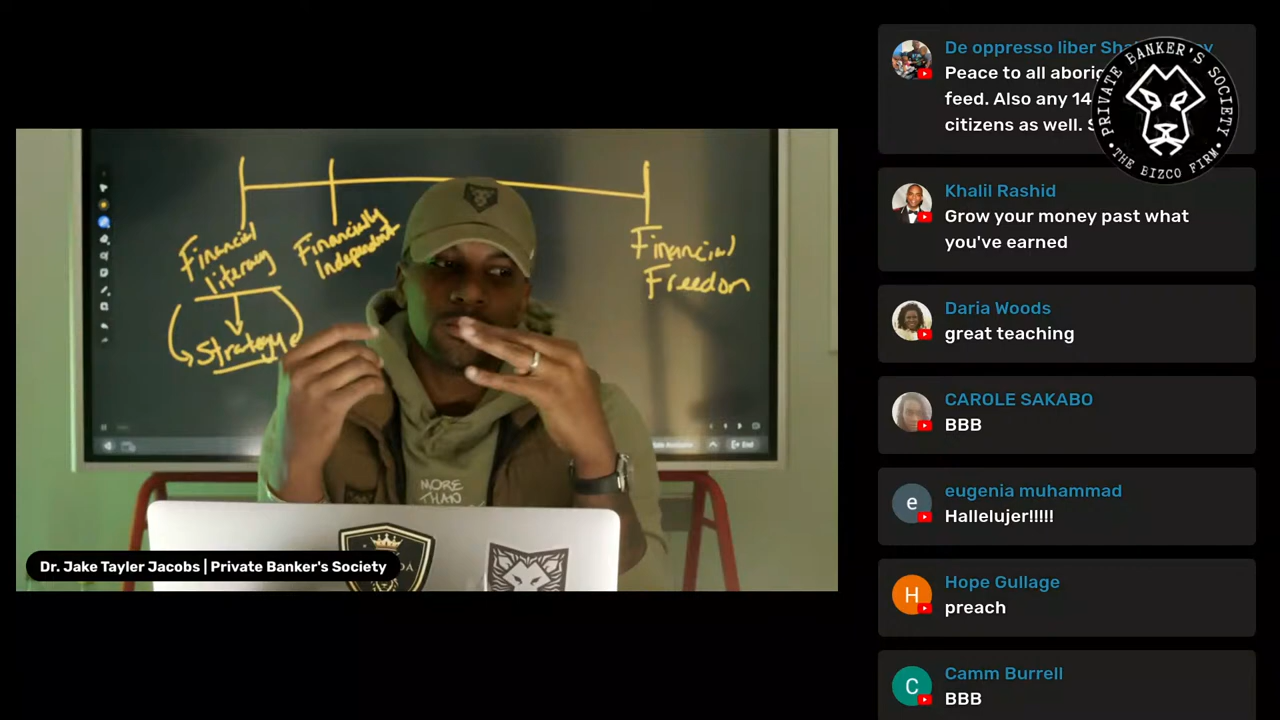 Financial
literacy
Strategy
Financially
Independent
Financial
Freedom
End
MORE
THAN
Dr. Jake Tayler Jacobs | Private Banker's Society
De oppresso liber
Peace to all
feed. Also any 14
citizens as well.
PRIVATE BANKER'S SOCIETY
• THE BIZCO FIRM •
Khalil Rashid
Grow your money past what
you've earned
Daria Woods
great teaching
CAROLE SAKABO
BBB
e
eugenia muhammad
Hallelujer!!!!!
H
Hope Gullage
preach
C
Camm Burrell
BBB